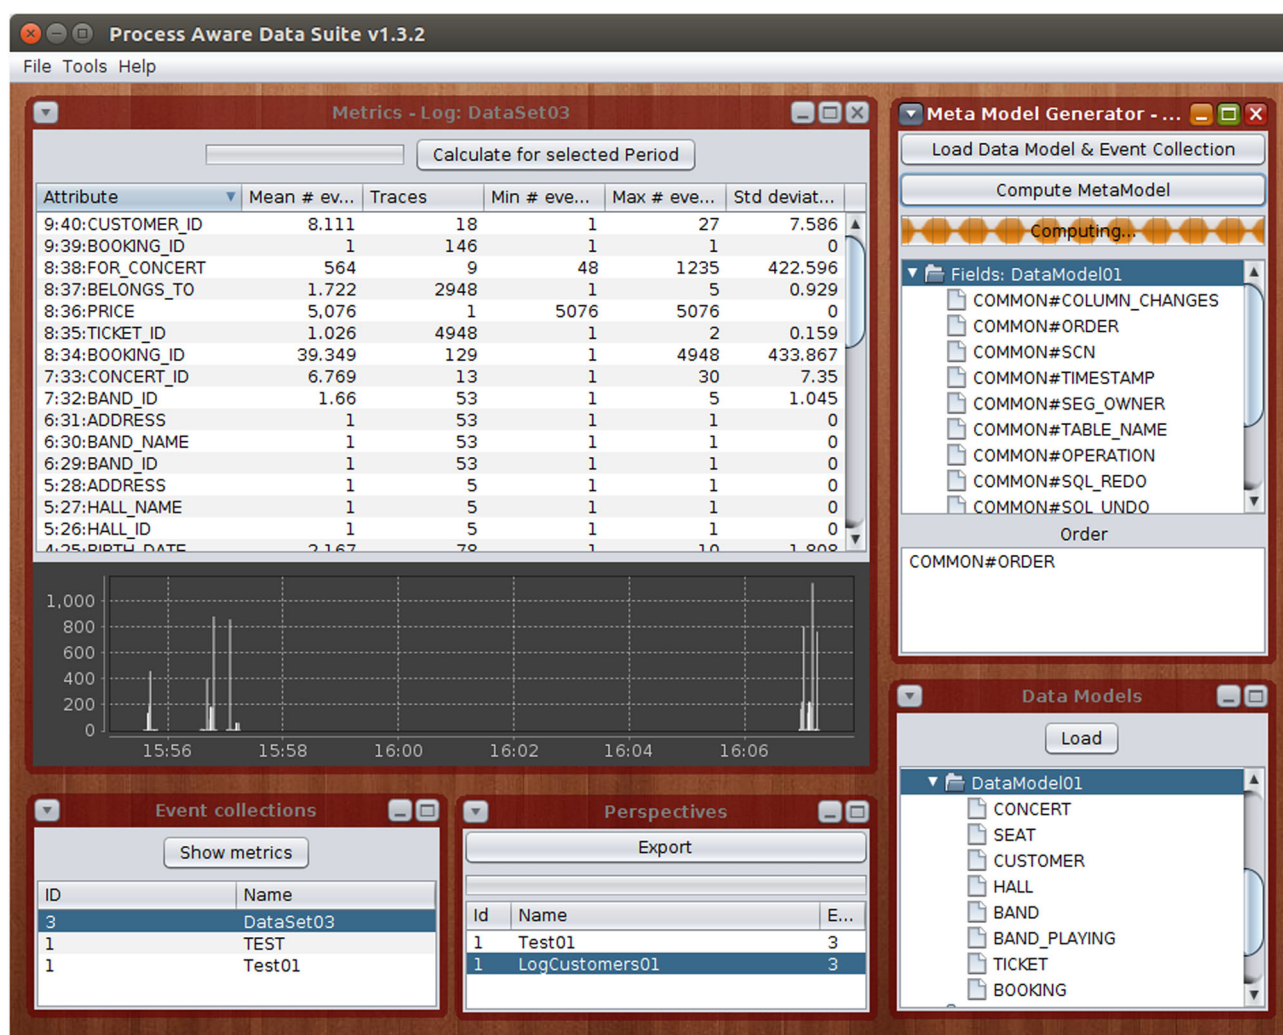 Process Aware Data Suite v1.3.2
File Tools Help
Metrics - Log: DataSet03
Calculate for selected Period
Attribute Mean # ev... Traces Min # eve... Max # eve... Std deviat...
9:40:CUSTOMER_ID 8.111 18 1 27 7.586
9:39:BOOKING_ID 1 146 1 1 0
8:38:FOR_CONCERT 564 9 48 1235 422.596
8:37:BELONGS_TO 1.722 2948 1 5 0.929
8:36:PRICE 5,076 1 5076 5076 0
8:35:TICKET_ID 1.026 4948 1 2 0.159
8:34:BOOKING_ID 39.349 129 1 4948 433.867
7:33:CONCERT_ID 6.769 13 1 30 7.35
7:32:BAND_ID 1.66 53 1 5 1.045
6:31:ADDRESS 1 53 1 1 0
6:30:BAND_NAME 1 53 1 1 0
6:29:BAND_ID 1 53 1 1 0
5:28:ADDRESS 1 5 1 1 0
5:27:HALL_NAME 1 5 1 1 0
5:26:HALL_ID 1 5 1 1 0
4:25:BIRTH_DATE 2.167 78 1 10 1.808
1,000
800
600
400
200
0
15:56 15:58 16:00 16:02 16:04 16:06
Meta Model Generator - ...
Load Data Model & Event Collection
Compute MetaModel
Computing...
Fields: DataModel01
COMMON#COLUMN_CHANGES
COMMON#ORDER
COMMON#SCN
COMMON#TIMESTAMP
COMMON#SEG_OWNER
COMMON#TABLE_NAME
COMMON#OPERATION
COMMON#SQL_REDO
COMMON#SQL_UNDO
Order
COMMON#ORDER
Event collections
Show metrics
ID Name
3 DataSet03
1 TEST
1 Test01
Perspectives
Export
Id Name E...
1 Test01 3
1 LogCustomers01 3
Data Models
Load
DataModel01
CONCERT
SEAT
CUSTOMER
HALL
BAND
BAND_PLAYING
TICKET
BOOKING